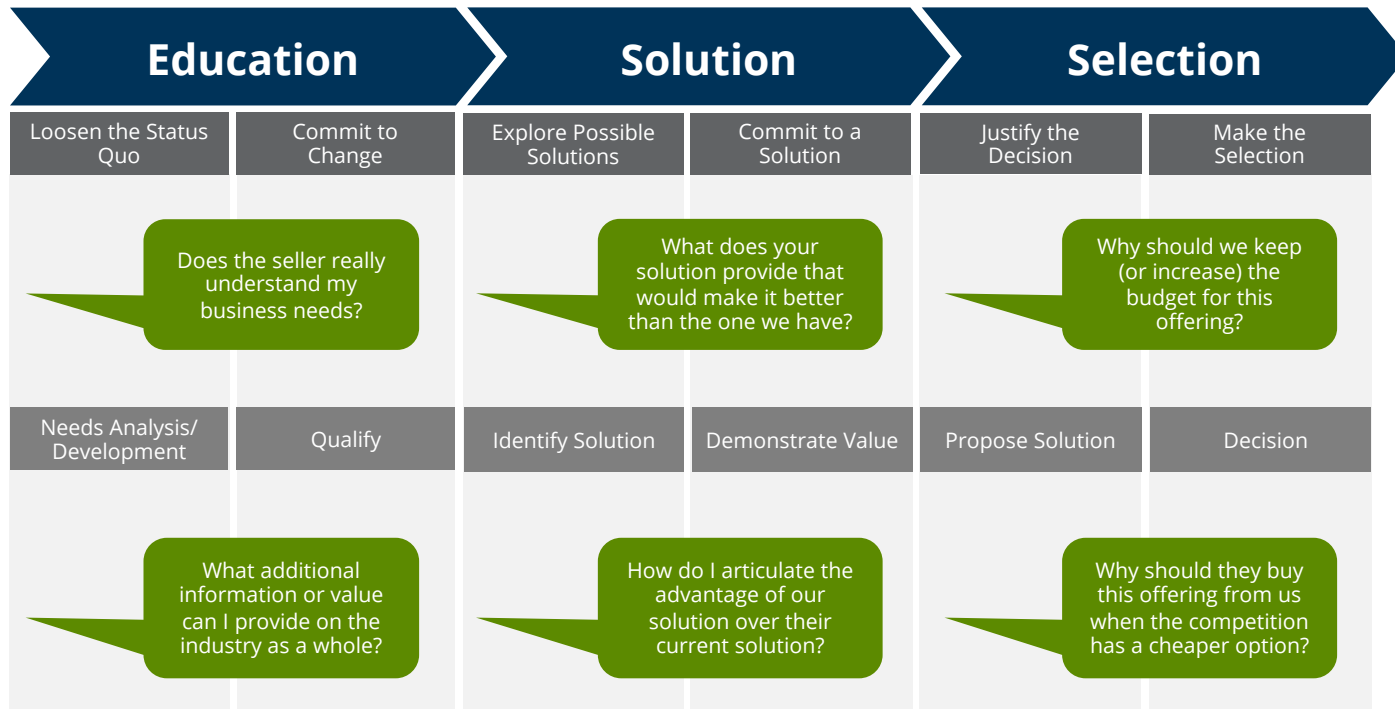 Education
Solution
Selection
Loosen the Status
Quo
Commit to
Change
Explore Possible
Solutions
Commit to a
Solution
Justify the
Decision
Make the
Selection
Does the seller really
understand my
business needs?
What does your
solution provide that
would make it better
than the one we have?
Why should we keep
(or increase) the
budget for this
offering?
Needs Analysis/
Development
Qualify
Identify Solution
Demonstrate Value
Propose Solution
Decision
What additional
information or value
can I provide on the
industry as a whole?
How do I articulate the
advantage of our
solution over their
current solution?
Why should they buy
this offering from us
when the competition
has a cheaper option?